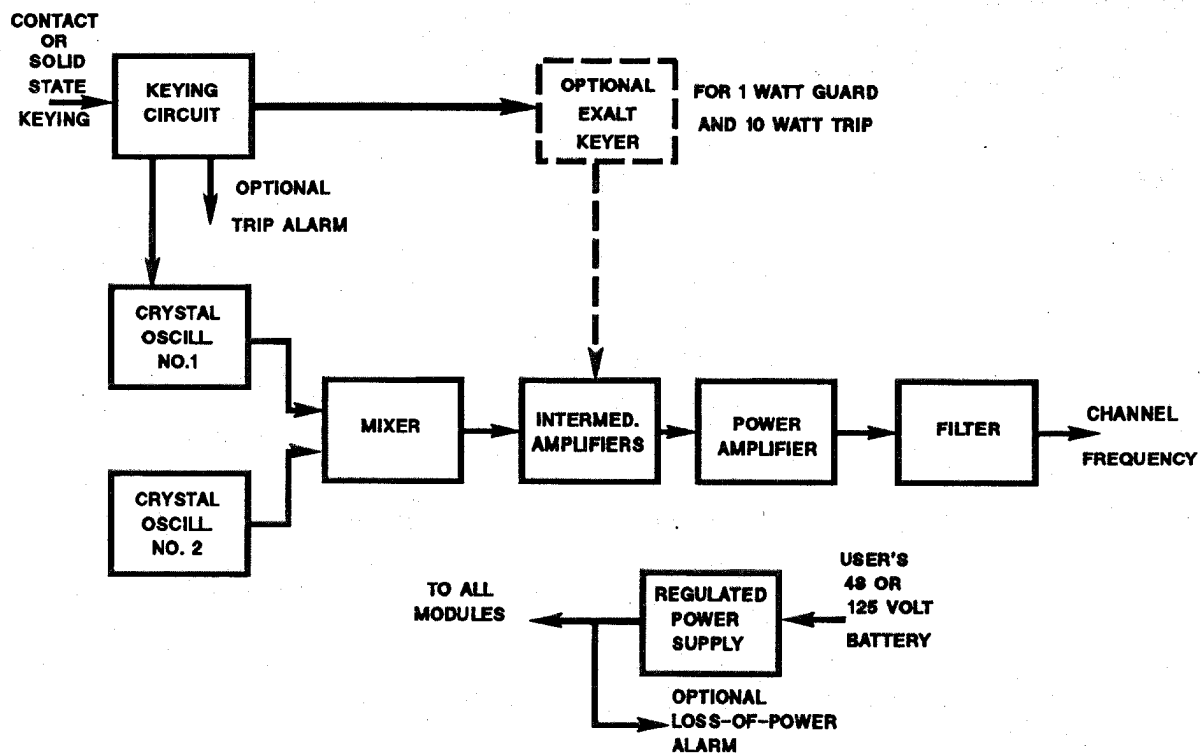 CONTACT
OR
SOLID
STATE
KEYING
KEYING
CIRCUIT
OPTIONAL
EXALT
KEYER
FOR 1 WATT GUARD
AND 10 WATT TRIP
OPTIONAL
TRIP ALARM
CRYSTAL
OSCILL.
NO.1
MIXER
INTERMED.
AMPLIFIERS
POWER
AMPLIFIER
FILTER
CHANNEL
FREQUENCY
CRYSTAL
OSCILL.
NO. 2
TO ALL
MODULES
REGULATED
POWER
SUPPLY
USER'S
48 OR
125 VOLT
BATTERY
OPTIONAL
LOSS-OF-POWER
ALARM